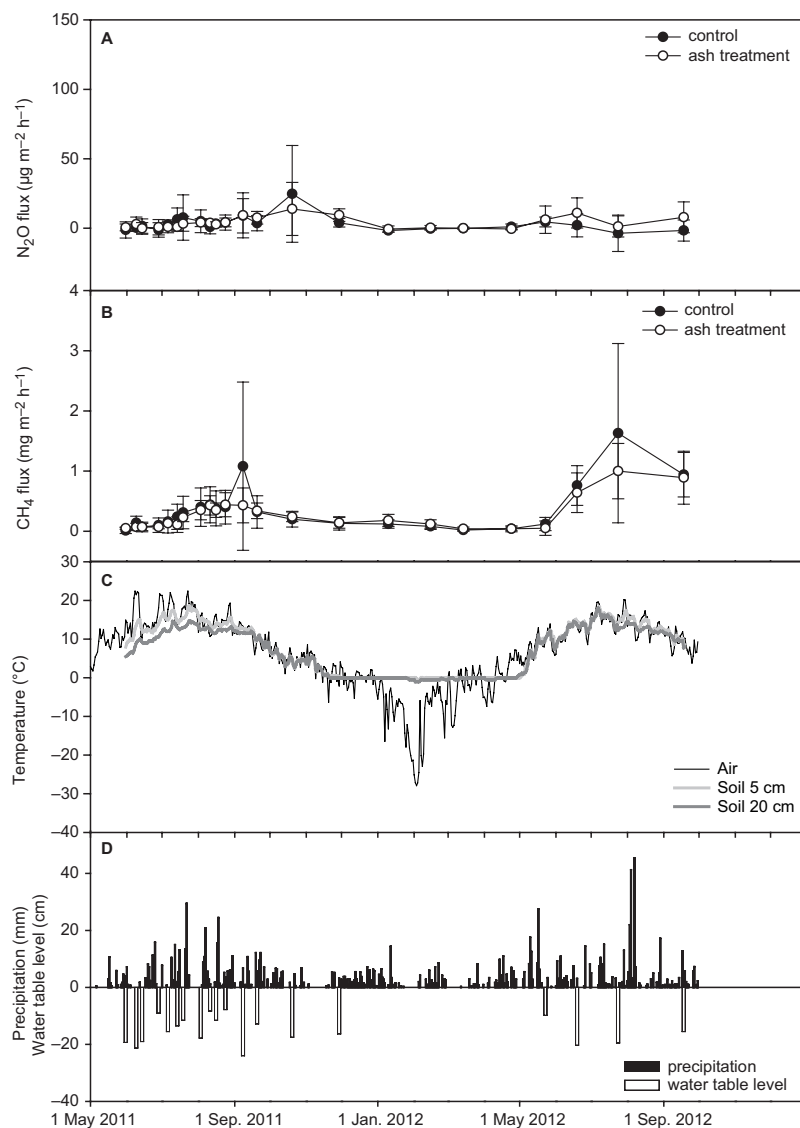 150
A
control
ash treatment
100
50
0
N2O flux (µg m–2 h–1)
4
B
control
ash treatment
3
2
1
0
CH4 flux (mg m–2 h–1)
30
C
20
10
0
–10
–20
–30
–40
Temperature (°C)
Air
Soil 5 cm
Soil 20 cm
D
40
20
0
–20
–40
Precipitation (mm)
Water table level (cm)
precipitation
water table level
1 May 2011 1 Sep. 2011 1 Jan. 2012 1 May 2012 1 Sep. 2012